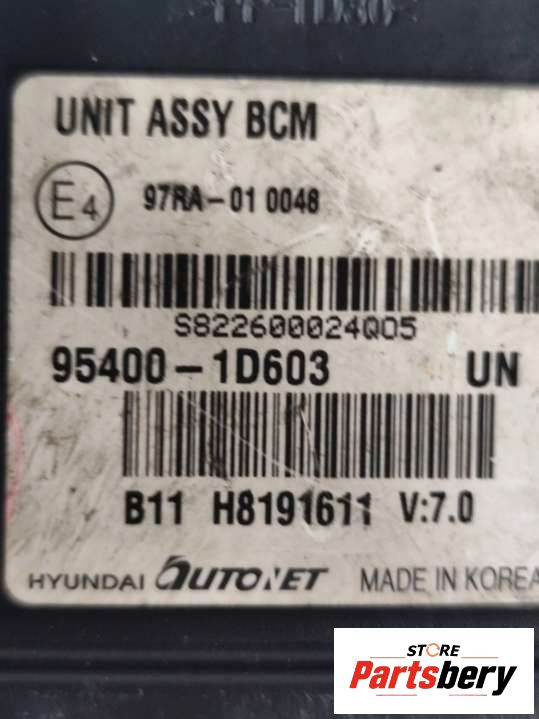 UNIT ASSY BCM
E4 97RA-01 0048
S822600024Q05
95400-1D603 UN
B11 H8191611 V:7.0
HYUNDAI AUTONET MADE IN KOREA
STORE
Partsbery